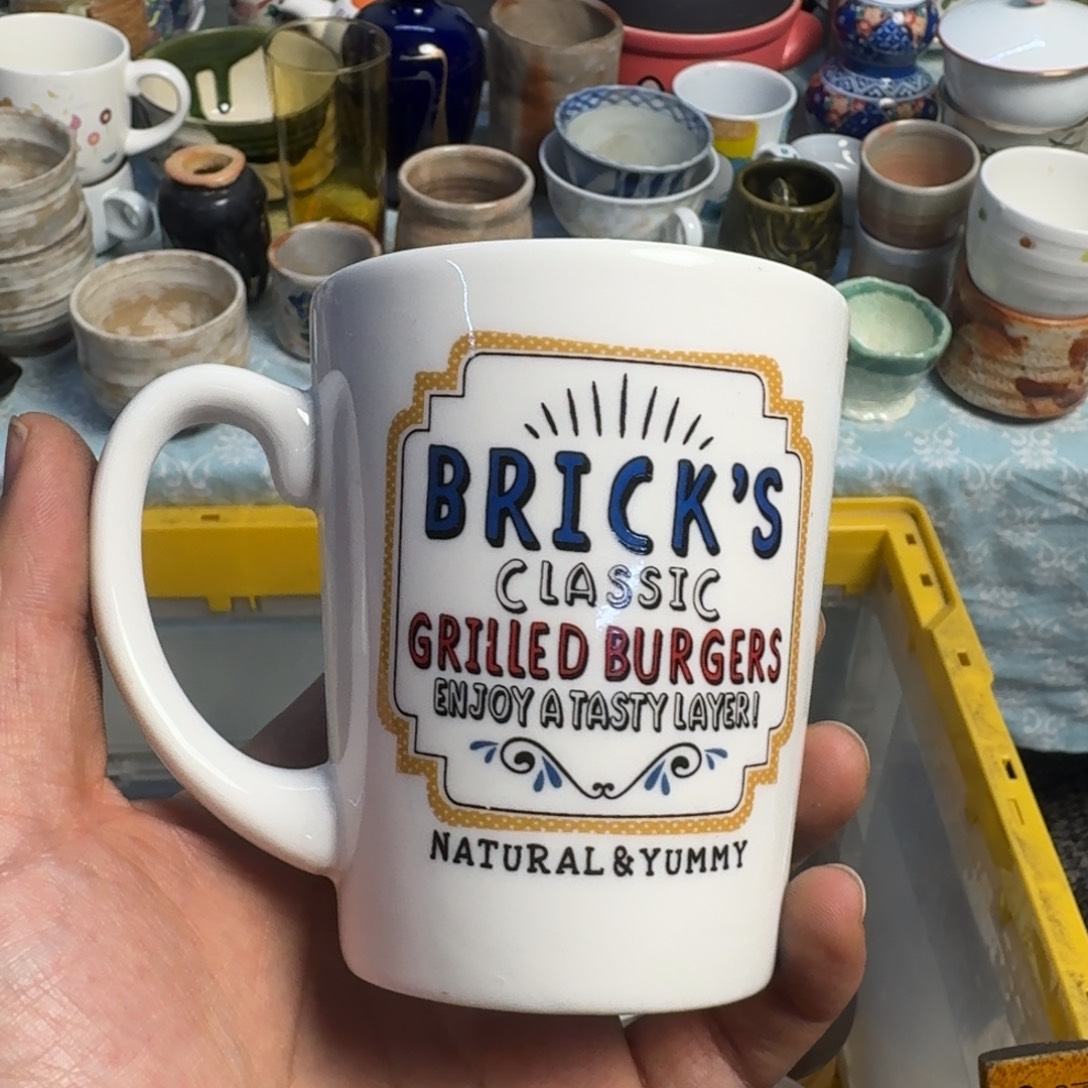 BRICK'S
CLASSIC
GRILLED BURGERS
ENJOY A TASTY LAYER!
NATURAL&YUMMY